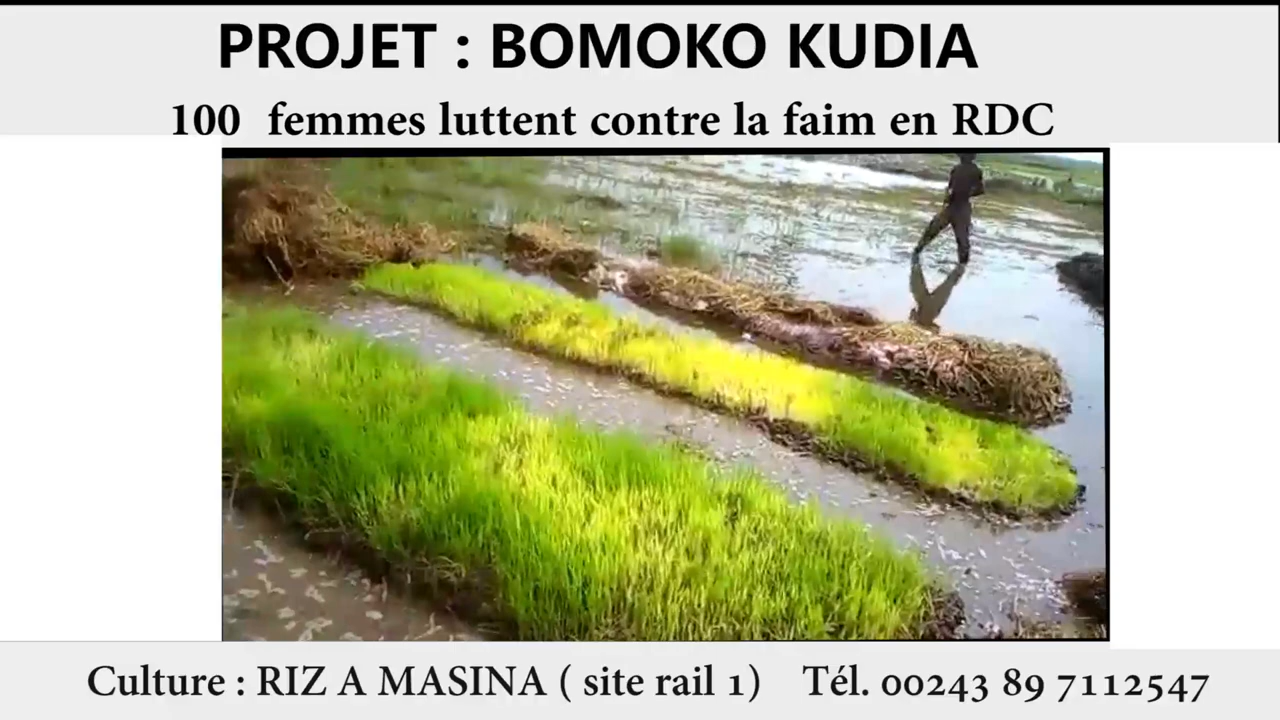 PROJET : BOMOKO KUDIA
100 femmes luttent contre la faim en RDC
Culture : RIZ A MASINA ( site rail 1) Tél. 00243 89 7112547